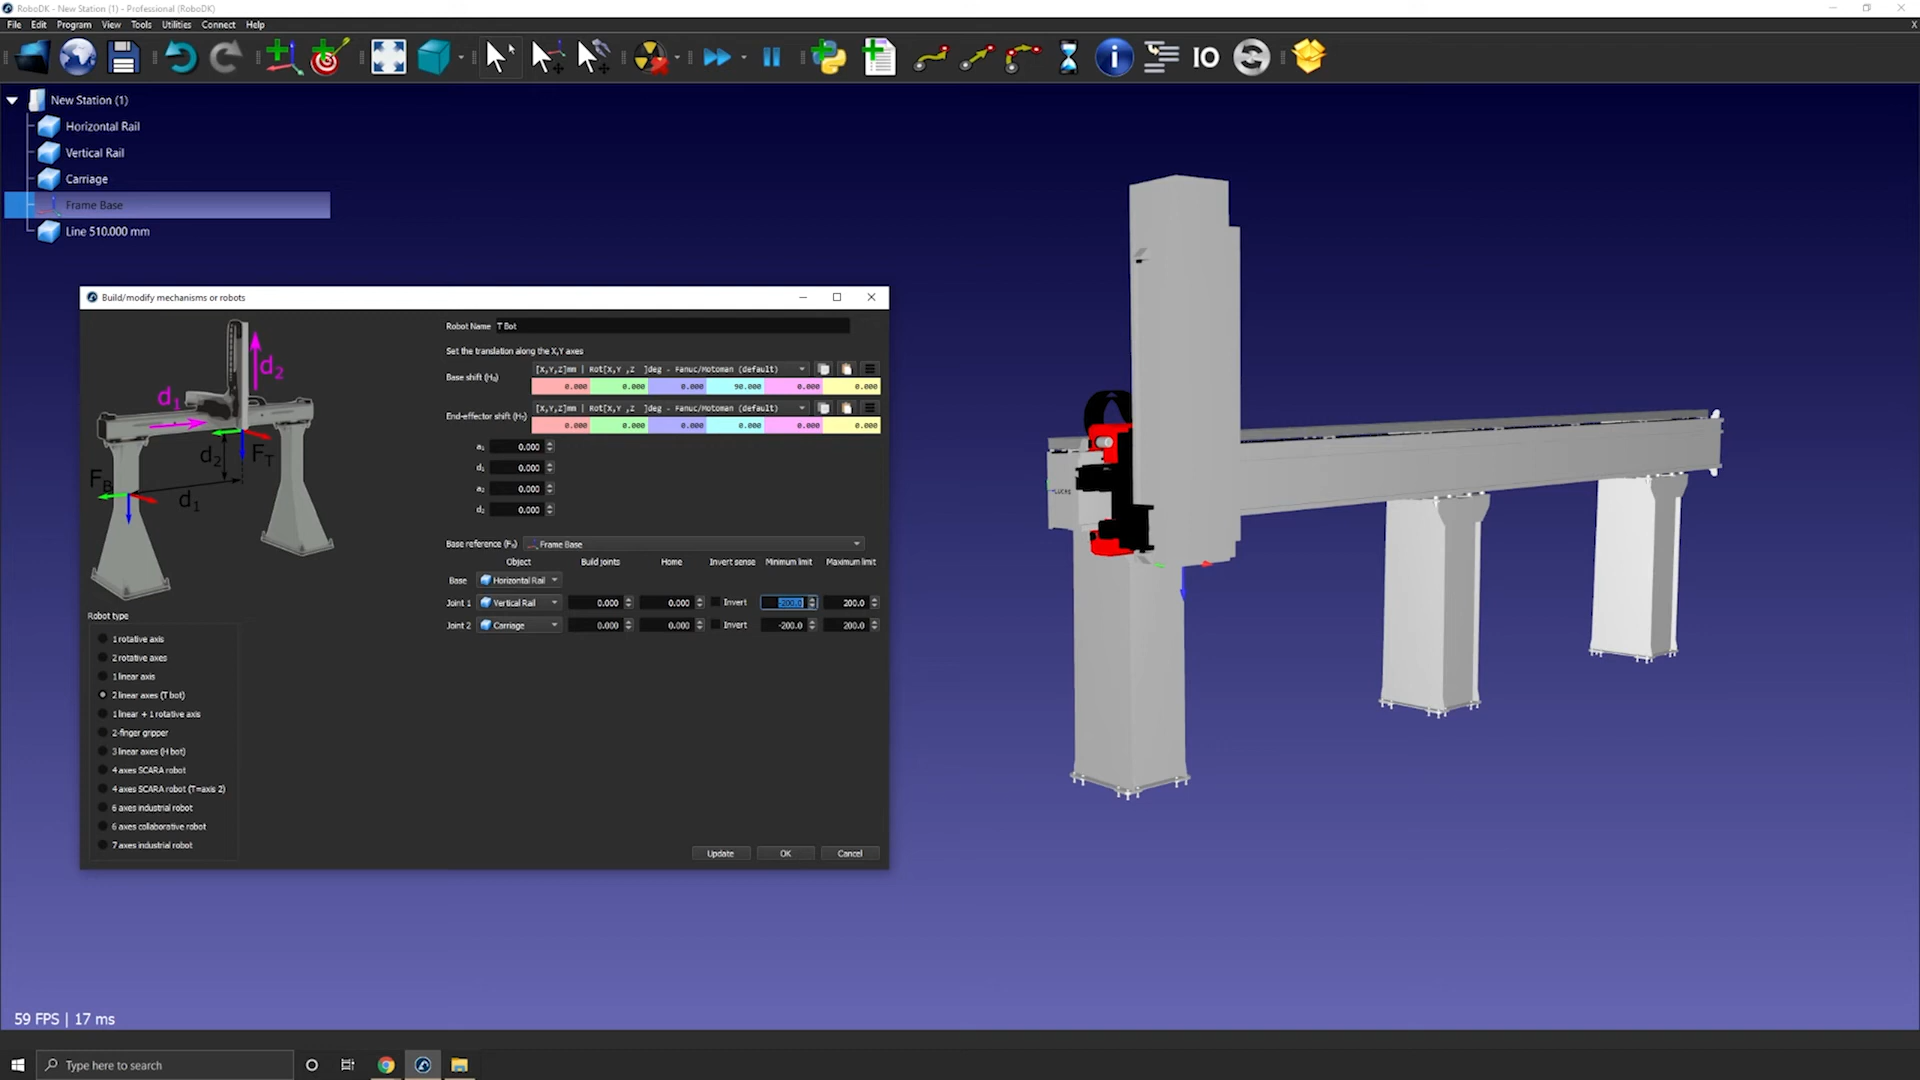 RoboDK - New Station (1) - Professional (RoboDK)
File Edit Program View Tools Utilities Connect Help
X
IO
New Station (1)
Horizontal Rail
Vertical Rail
Carriage
Frame Base
Line 510.000 mm
Build/modify mechanisms or robots
d2
d1
d2
FT
FB
d1
Robot Name T Bot
Set the translation along the X,Y axes
Base shift (H0) [X,Y,Z]mm | Rot[X,Y ,Z ]deg - Fanuc/Motoman (default)
0.000 0.000 0.000 90.000 0.000 0.000
End-effector shift (HT) [X,Y,Z]mm | Rot[X,Y ,Z ]deg - Fanuc/Motoman (default)
0.000 0.000 0.000 0.000 0.000 0.000
a1 0.000
d1 0.000
a2 0.000
d2 0.000
Base reference (FB) Frame Base
Object Build joints Home Invert sense Minimum limit Maximum limit
Base Horizontal Rail
Joint 1 Vertical Rail 0.000 0.000 Invert -200.0 200.0
Joint 2 Carriage 0.000 0.000 Invert -200.0 200.0
Robot type
1 rotative axis
2 rotative axes
1 linear axis
2 linear axes (T bot)
1 linear + 1 rotative axis
2-finger gripper
3 linear axes (H bot)
4 axes SCARA robot
4 axes SCARA robot (T=axis 2)
6 axes industrial robot
6 axes collaborative robot
7 axes industrial robot
Update OK Cancel
LUCAS
59 FPS | 17 ms
Type here to search